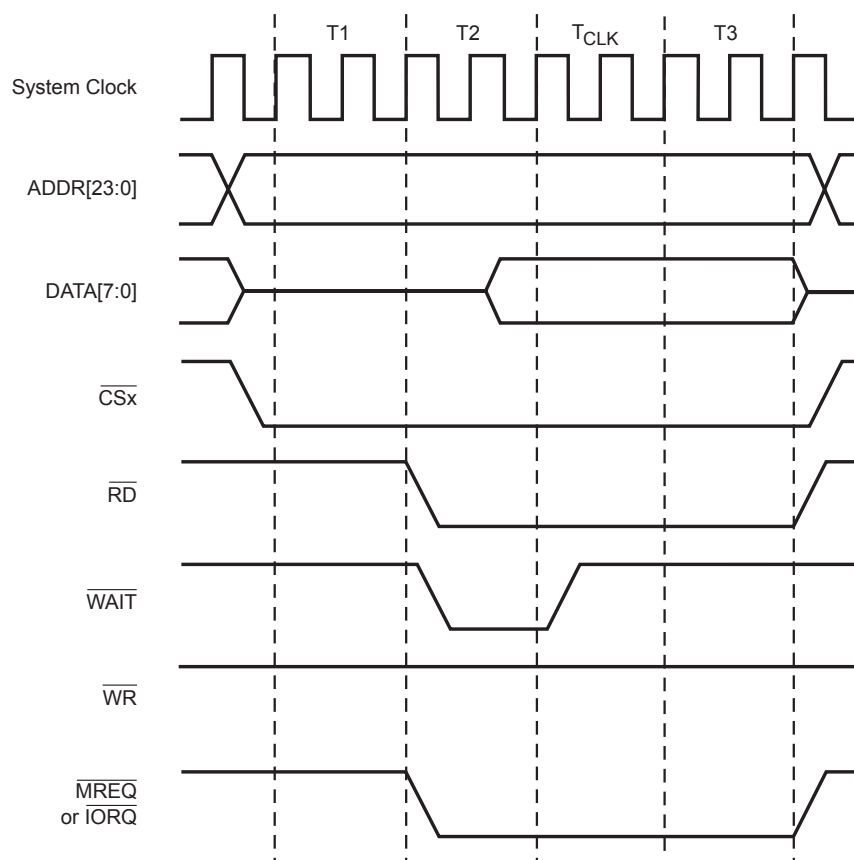 T1 T2 TCLK T3
System Clock
ADDR[23:0]
DATA[7:0]
CSx
RD
WAIT
WR
MREQ
or IORQ